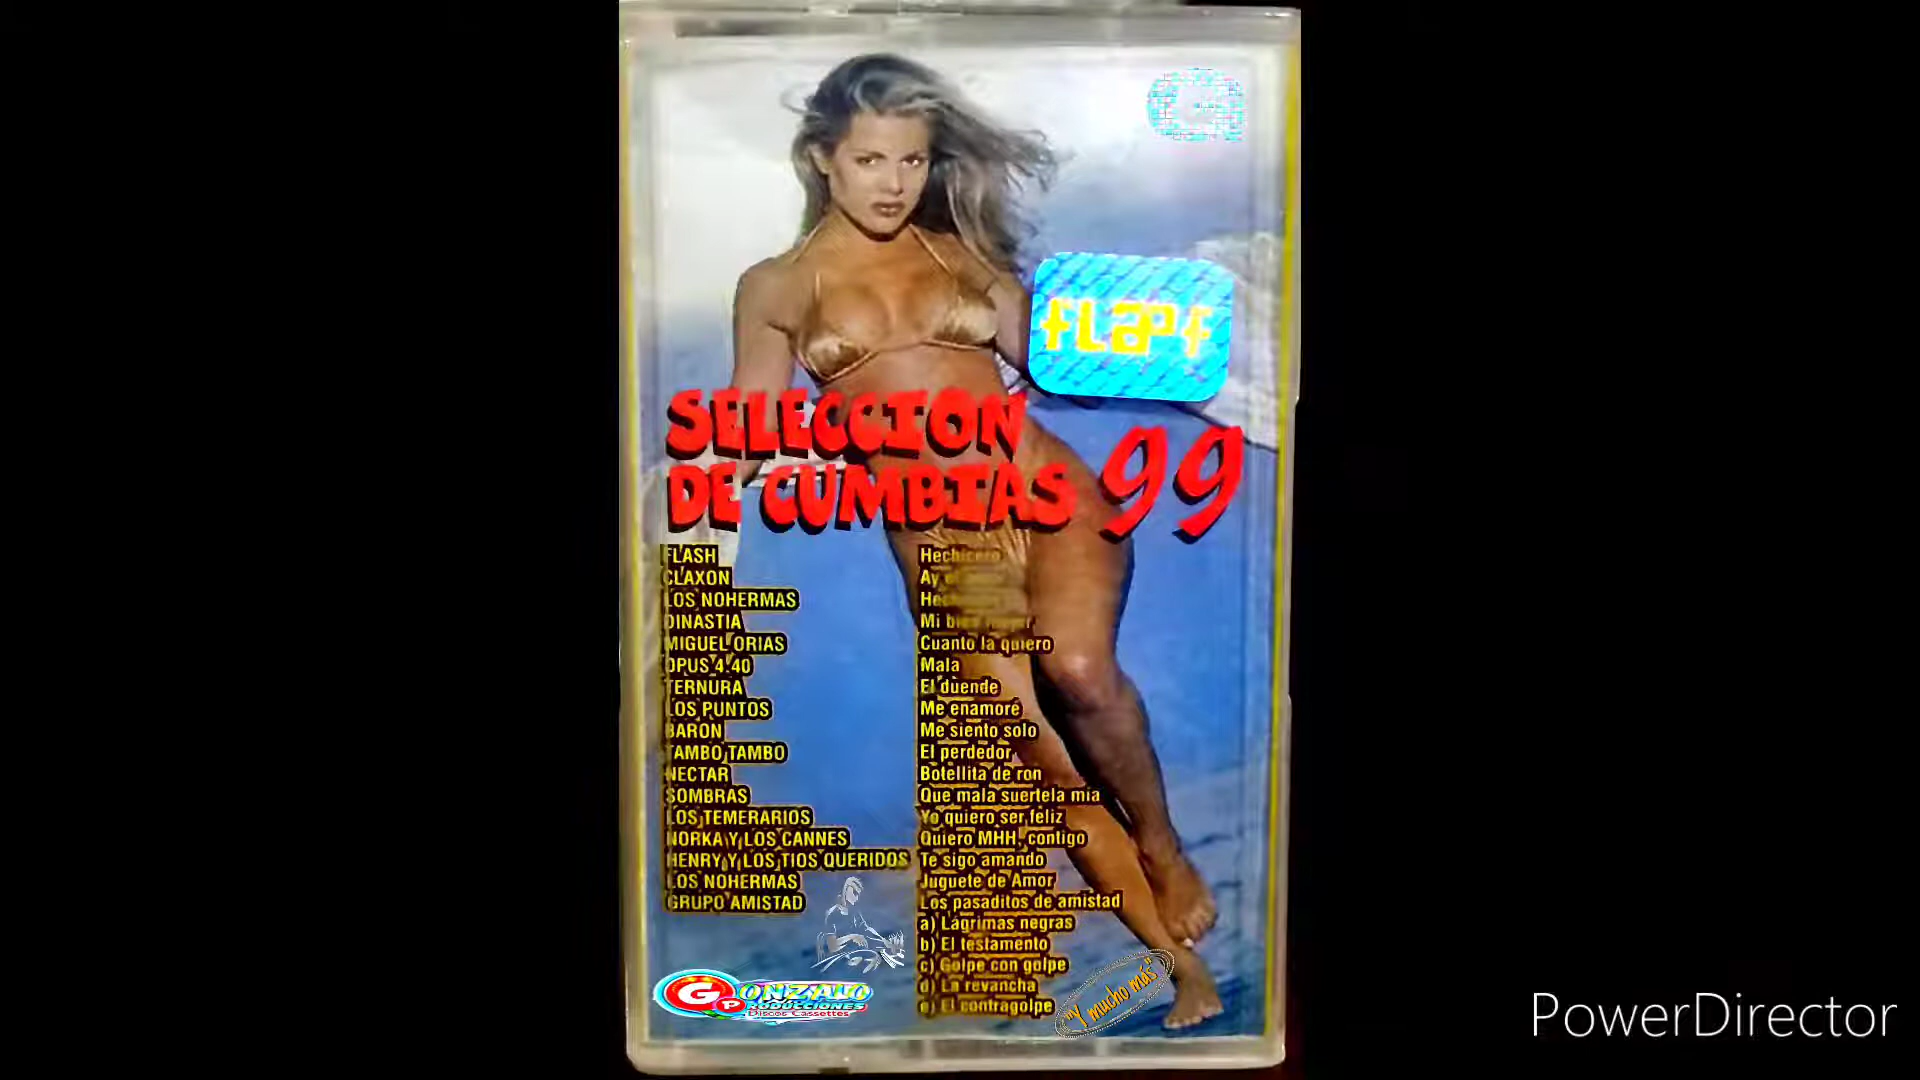 fLapf
SELECCION
DE CUMBIAS 99
FLASH Hechicero
CLAXON Ay
LOS NOHERMAS
DINASTIA Mi
MIGUEL ORIAS Cuanto la quiero
OPUS 4.40 Mala
TERNURA El duende
LOS PUNTOS Me enamoré
BARON Me siento solo
TAMBO TAMBO El perdedor
NECTAR Botellita de ron
SOMBRAS Que mala suertela mia
LOS TEMERARIOS Yo quiero ser feliz
NORKA Y LOS CANNES Quiero MHH, contigo
HENRY Y LOS TIOS QUERIDOS Te sigo amando
LOS NOHERMAS Juguete de Amor
GRUPO AMISTAD Los pasaditos de amistad
a) Lágrimas negras
b) El testamento
c) Golpe con golpe
d) La revancha
e) El contragolpe
"Y mucho más"
GONZALO
PRODUCCIONES
Discos Cassettes
PowerDirector